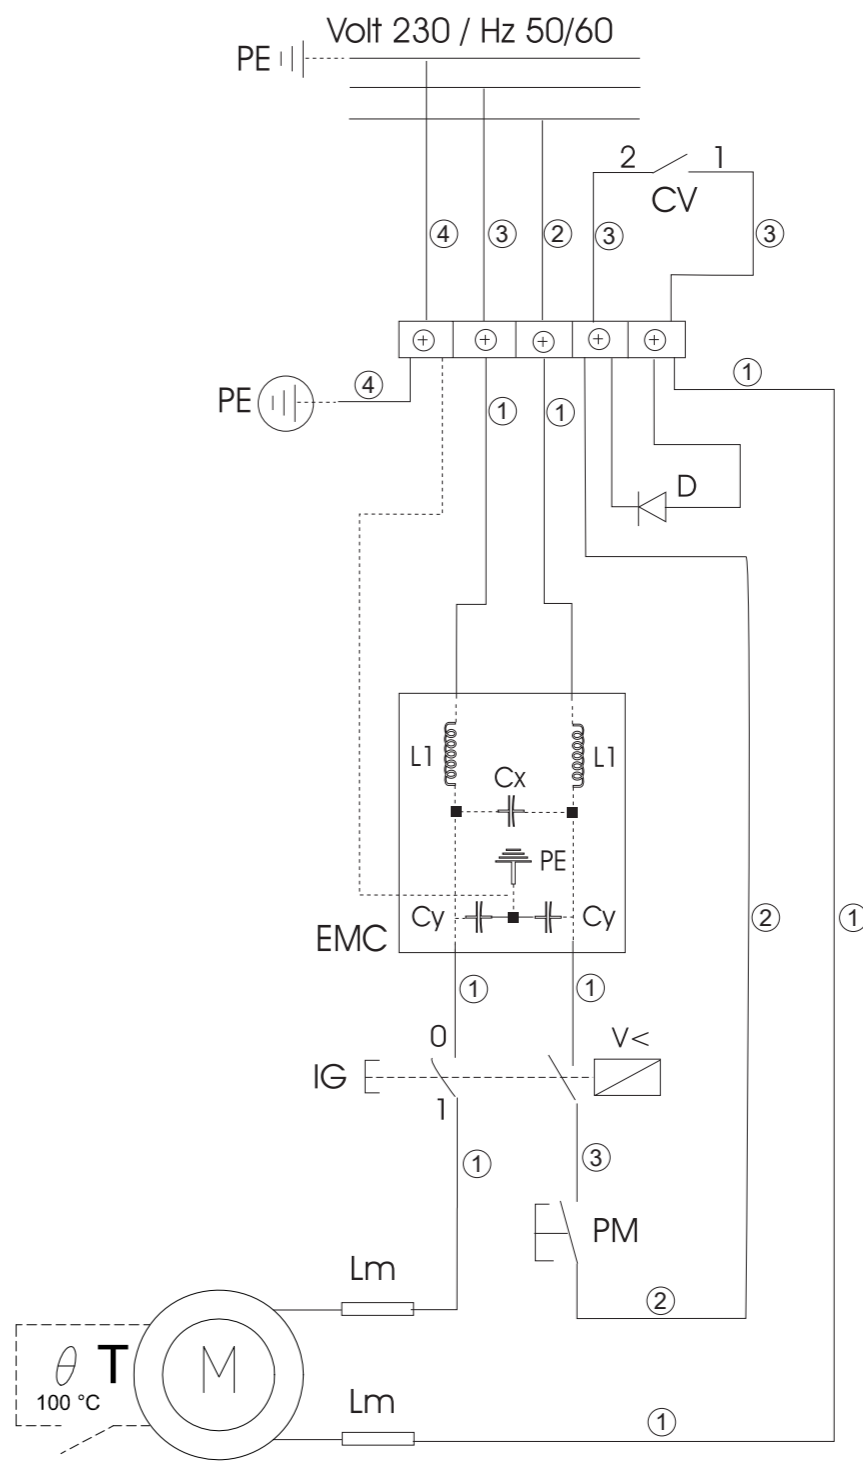 Volt 230 / Hz 50/60
PE
2 1
CV
4 3 2 3 3
+ + + + +
PE 4 1 1 1
D
L1 L1
Cx
PE
Cy Cy
EMC
2 1
1 1
0 V<
IG
1
1 3
PM
Lm
2
θ T M
100 °C
Lm
1